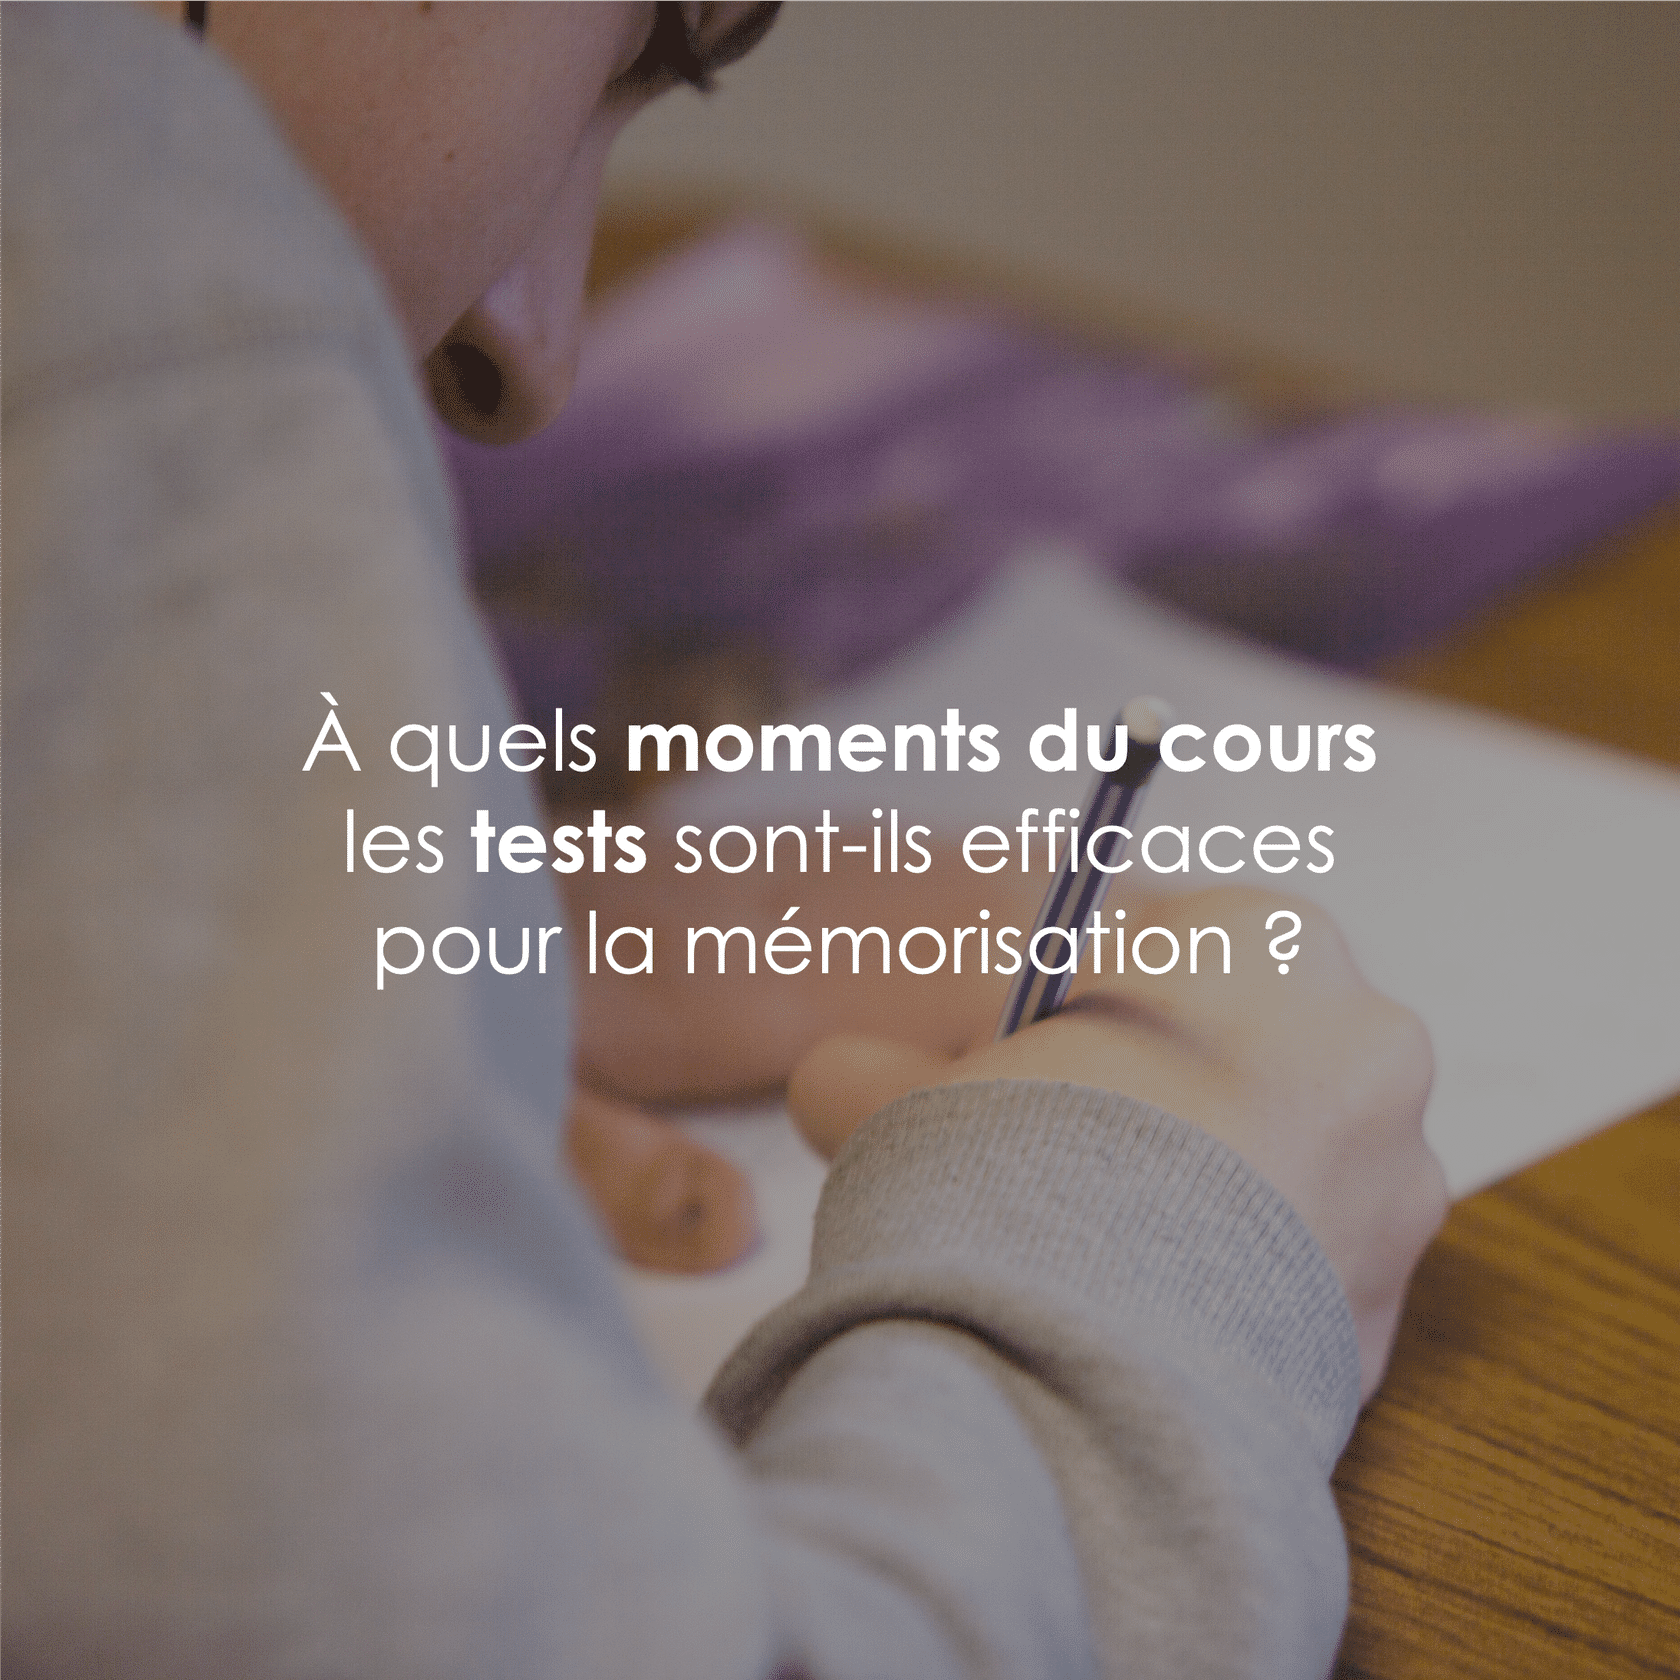 À quels moments du cours
les tests sont-ils efficaces
pour la mémorisation ?